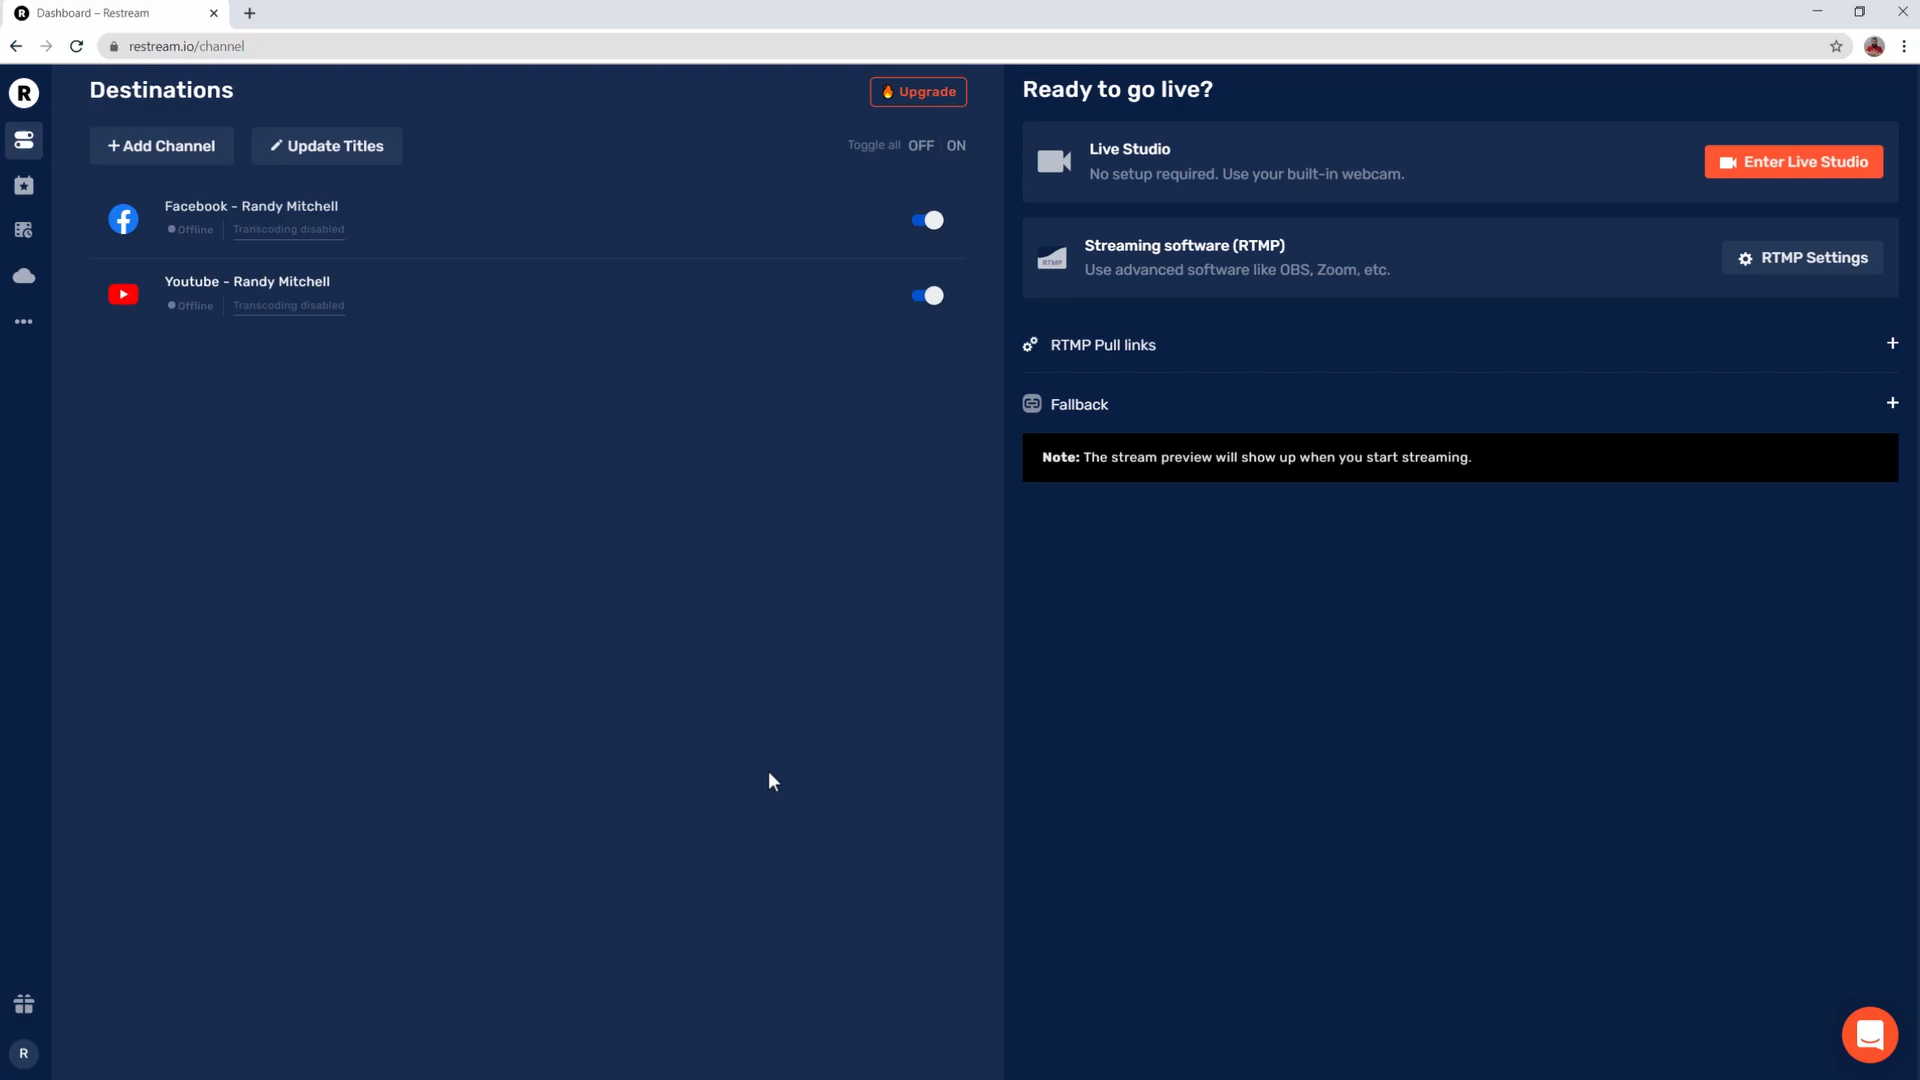 Dashboard – Restream
restream.io/channel
R
Destinations
Upgrade
+ Add Channel
Update Titles
Toggle all OFF ON
Facebook - Randy Mitchell
Offline
Transcoding disabled
Youtube - Randy Mitchell
Offline
Transcoding disabled
R
Ready to go live?
Live Studio
No setup required. Use your built-in webcam.
Enter Live Studio
RTMP
Streaming software (RTMP)
Use advanced software like OBS, Zoom, etc.
RTMP Settings
RTMP Pull links
Fallback
Note: The stream preview will show up when you start streaming.